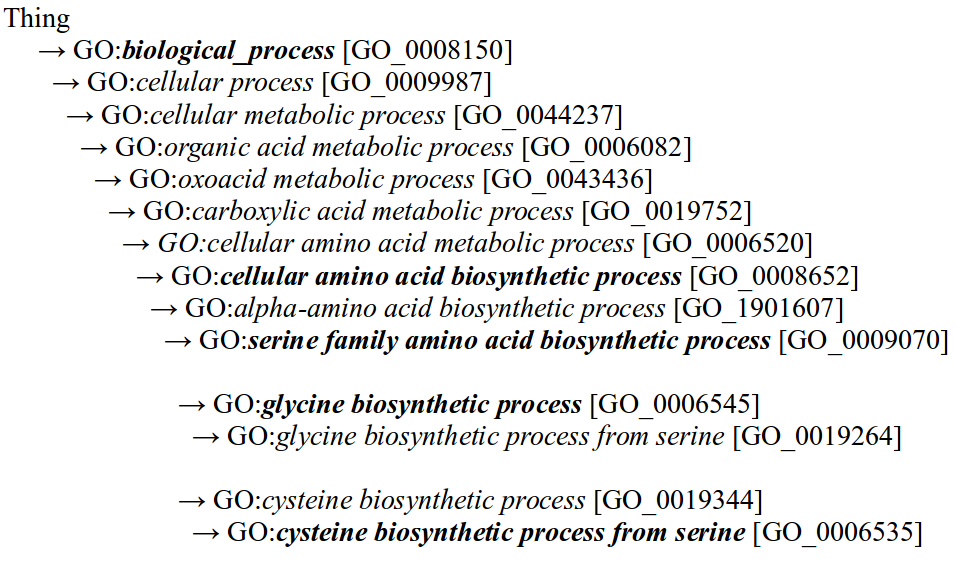 Thing
→ GO:biological_process [GO_0008150]
→ GO:cellular process [GO_0009987]
→ GO:cellular metabolic process [GO_0044237]
→ GO:organic acid metabolic process [GO_0006082]
→ GO:oxoacid metabolic process [GO_0043436]
→ GO:carboxylic acid metabolic process [GO_0019752]
→ GO:cellular amino acid metabolic process [GO_0006520]
→ GO:cellular amino acid biosynthetic process [GO_0008652]
→ GO:alpha-amino acid biosynthetic process [GO_1901607]
→ GO:serine family amino acid biosynthetic process [GO_0009070]
→ GO:glycine biosynthetic process [GO_0006545]
→ GO:glycine biosynthetic process from serine [GO_0019264]
→ GO:cysteine biosynthetic process [GO_0019344]
→ GO:cysteine biosynthetic process from serine [GO_0006535]